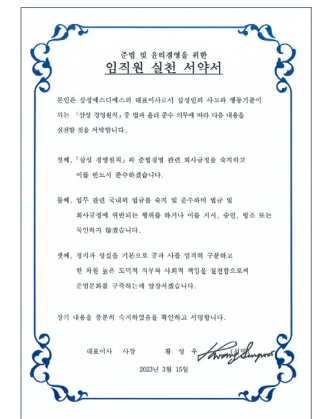 준법 및 윤리경영을 위한
임직원 실천 서약서
본인은 삼성에스디에스의 대표이사로서 삼성인의 사고와 행동기준이
되는 「삼성 경영원칙」중 법과 윤리 준수 의무에 따라 다음 내용을
실천할 것을 서약합니다.
첫째, 「삼성 경영원칙」과 준법경영 관련 회사규정을 숙지하고
이를 반드시 준수하겠습니다.
둘째, 업무 관련 국내외 법규를 숙지 및 준수하며 법규 및
회사규정에 위반되는 행위를 하거나 이를 지시, 승인, 방조 또는
묵인하지 않겠습니다.
셋째, 정직과 성실을 기본으로 공과 사를 엄격히 구분하고
한 차원 높은 도덕적 의무와 사회적 책임을 실천함으로써
준법문화를 구축하는데 앞장서겠습니다.
상기 내용을 충분히 숙지하였음을 확인하고 서명합니다.
대표이사 사장 황 성 우
2023년 3월 15일